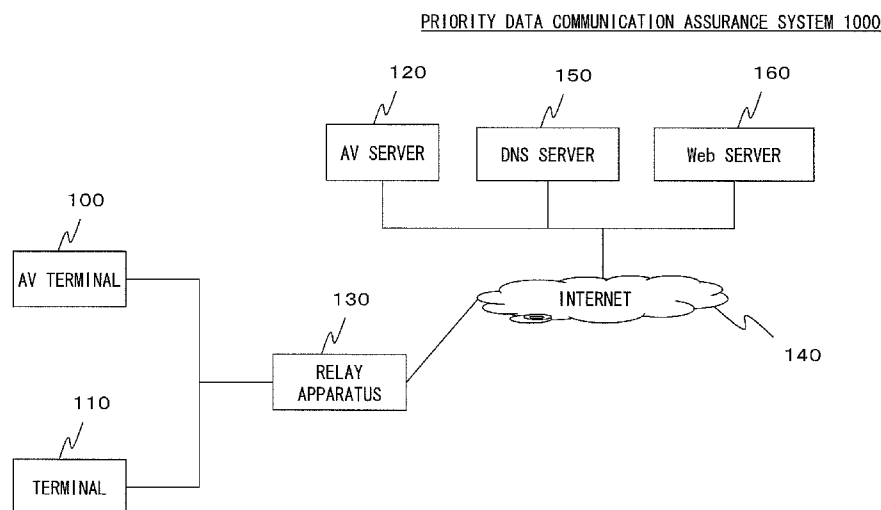 PRIORITY DATA COMMUNICATION ASSURANCE SYSTEM 1000
120
150
160
AV SERVER
DNS SERVER
Web SERVER
100
AV TERMINAL
130
INTERNET
RELAY
APPARATUS
140
110
TERMINAL